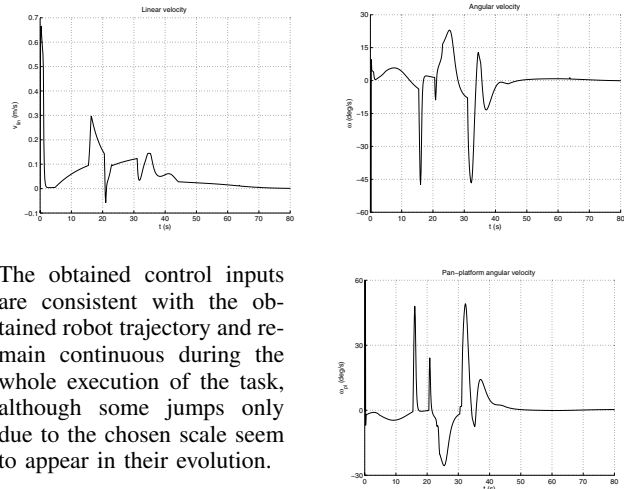 Linear velocity
0.7
0.6
0.5
0.4
0.3
0.2
0.1
0
−0.1
v_lin (m/s)
0 10 20 30 40 50 60 70 80
t (s)
Angular velocity
30
15
0
−15
−30
−45
−60
ω (deg/s)
0 10 20 30 40 50 60 70 80
t (s)
The obtained control inputs
are consistent with the ob-
tained robot trajectory and re-
main continuous during the
whole execution of the task,
although some jumps only
due to the chosen scale seem
to appear in their evolution.
Pan−platform angular velocity
60
30
0
−30
ω_pl (deg/s)
0 10 20 30 40 50 60 70 80
t (s)